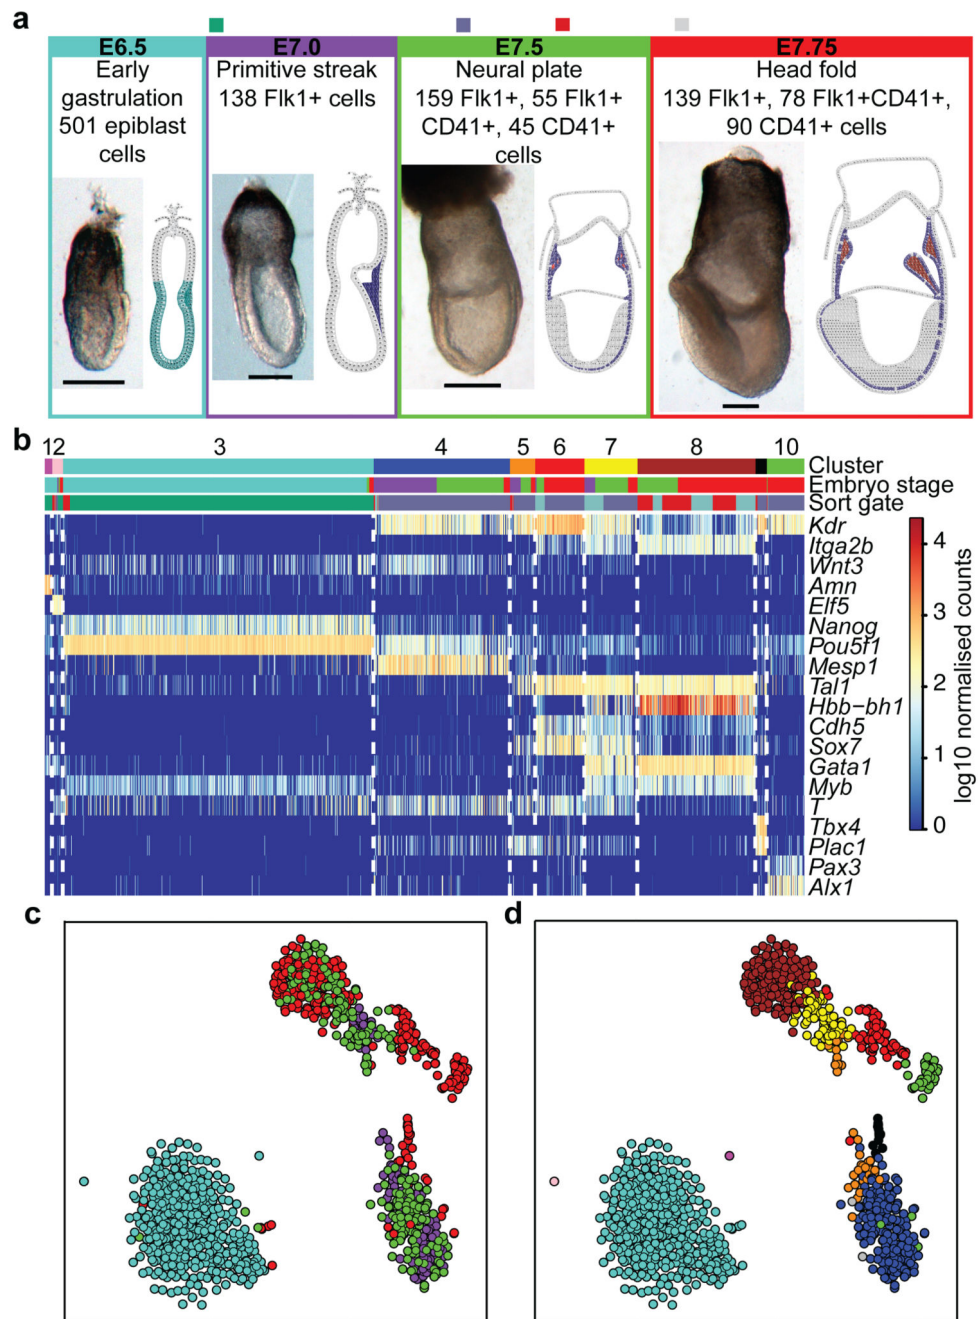 a
E6.5
Early
gastrulation
501 epiblast
cells
E7.0
Primitive streak
138 Flk1+ cells
E7.5
Neural plate
159 Flk1+, 55 Flk1+
CD41+, 45 CD41+
cells
E7.75
Head fold
139 Flk1+, 78 Flk1+CD41+,
90 CD41+ cells
b
1 2 3 4 5 6 7 8 10
Cluster
Embryo stage
Sort gate
Kdr
Itga2b
Wnt3
Amn
Elf5
Nanog
Pou5f1
Mesp1
Tal1
Hbb−bh1
Cdh5
Sox7
Gata1
Myb
T
Tbx4
Plac1
Pax3
Alx1
4
3
2
1
0
log10 normalised counts
c
d